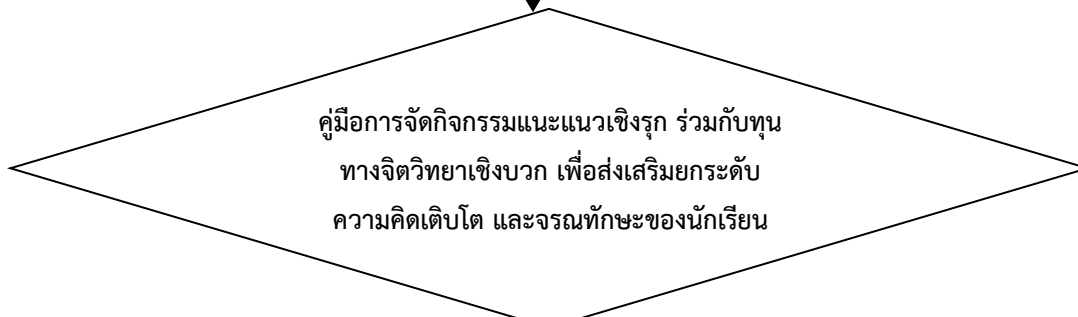 คู่มือการจัดกิจกรรมแนะแนวเชิงรุก ร่วมกับทุน
ทางจิตวิทยาเชิงบวก เพื่อส่งเสริมยกระดับ
ความคิดเติบโต และจรณทักษะของนักเรียน